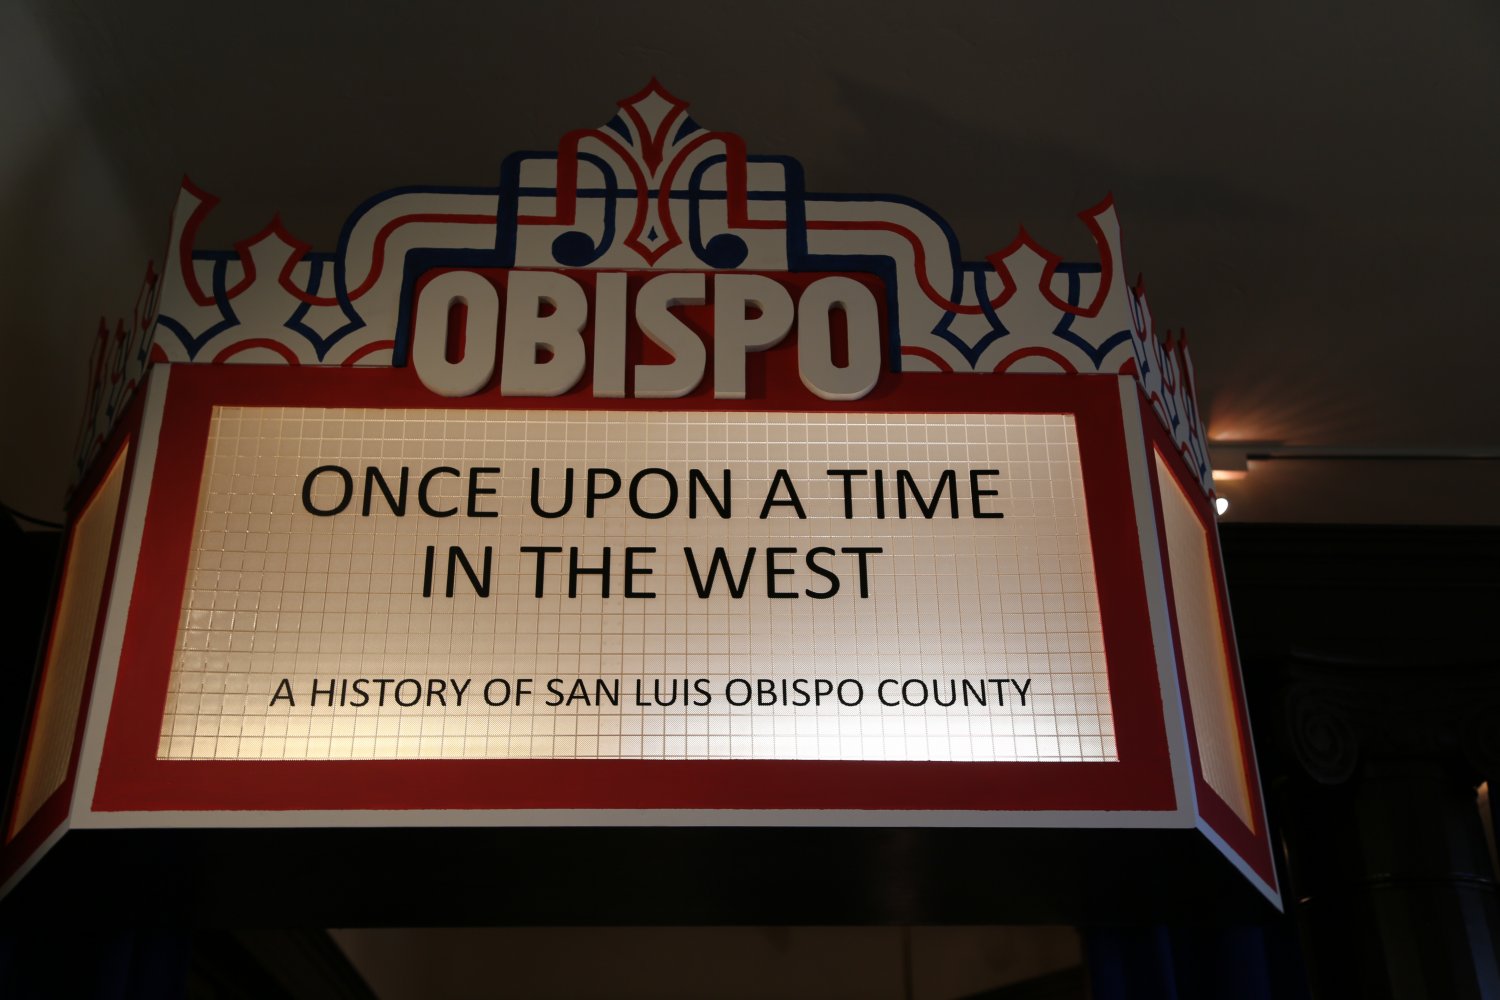 OBISPO
ONCE UPON A TIME
IN THE WEST
A HISTORY OF SAN LUIS OBISPO COUNTY